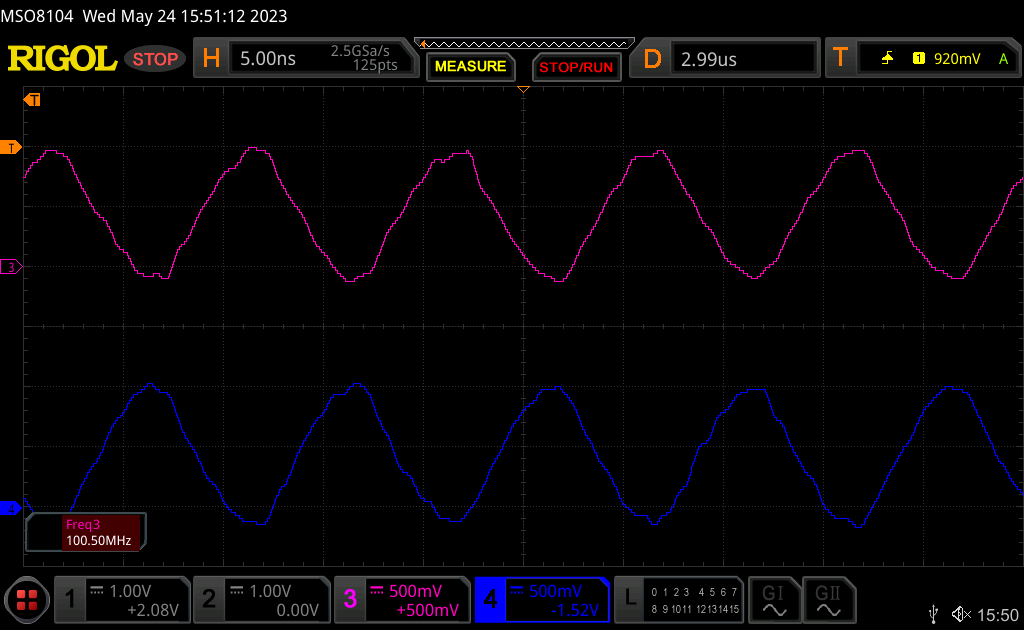 MSO8104 Wed May 24 15:51:12 2023
RIGOL STOP H 5.00ns 2.5GSa/s 125pts MEASURE STOP/RUN D 2.99us T 1 920mV A
T
T
3
4
Freq3
100.50MHz
1 1.00V +2.08V 2 1.00V 0.00V 3 500mV +500mV 4 500mV -1.52V L 0 1 2 3 4 5 6 7 GI GII
8 9 10 11 12 13 14 15
15:50